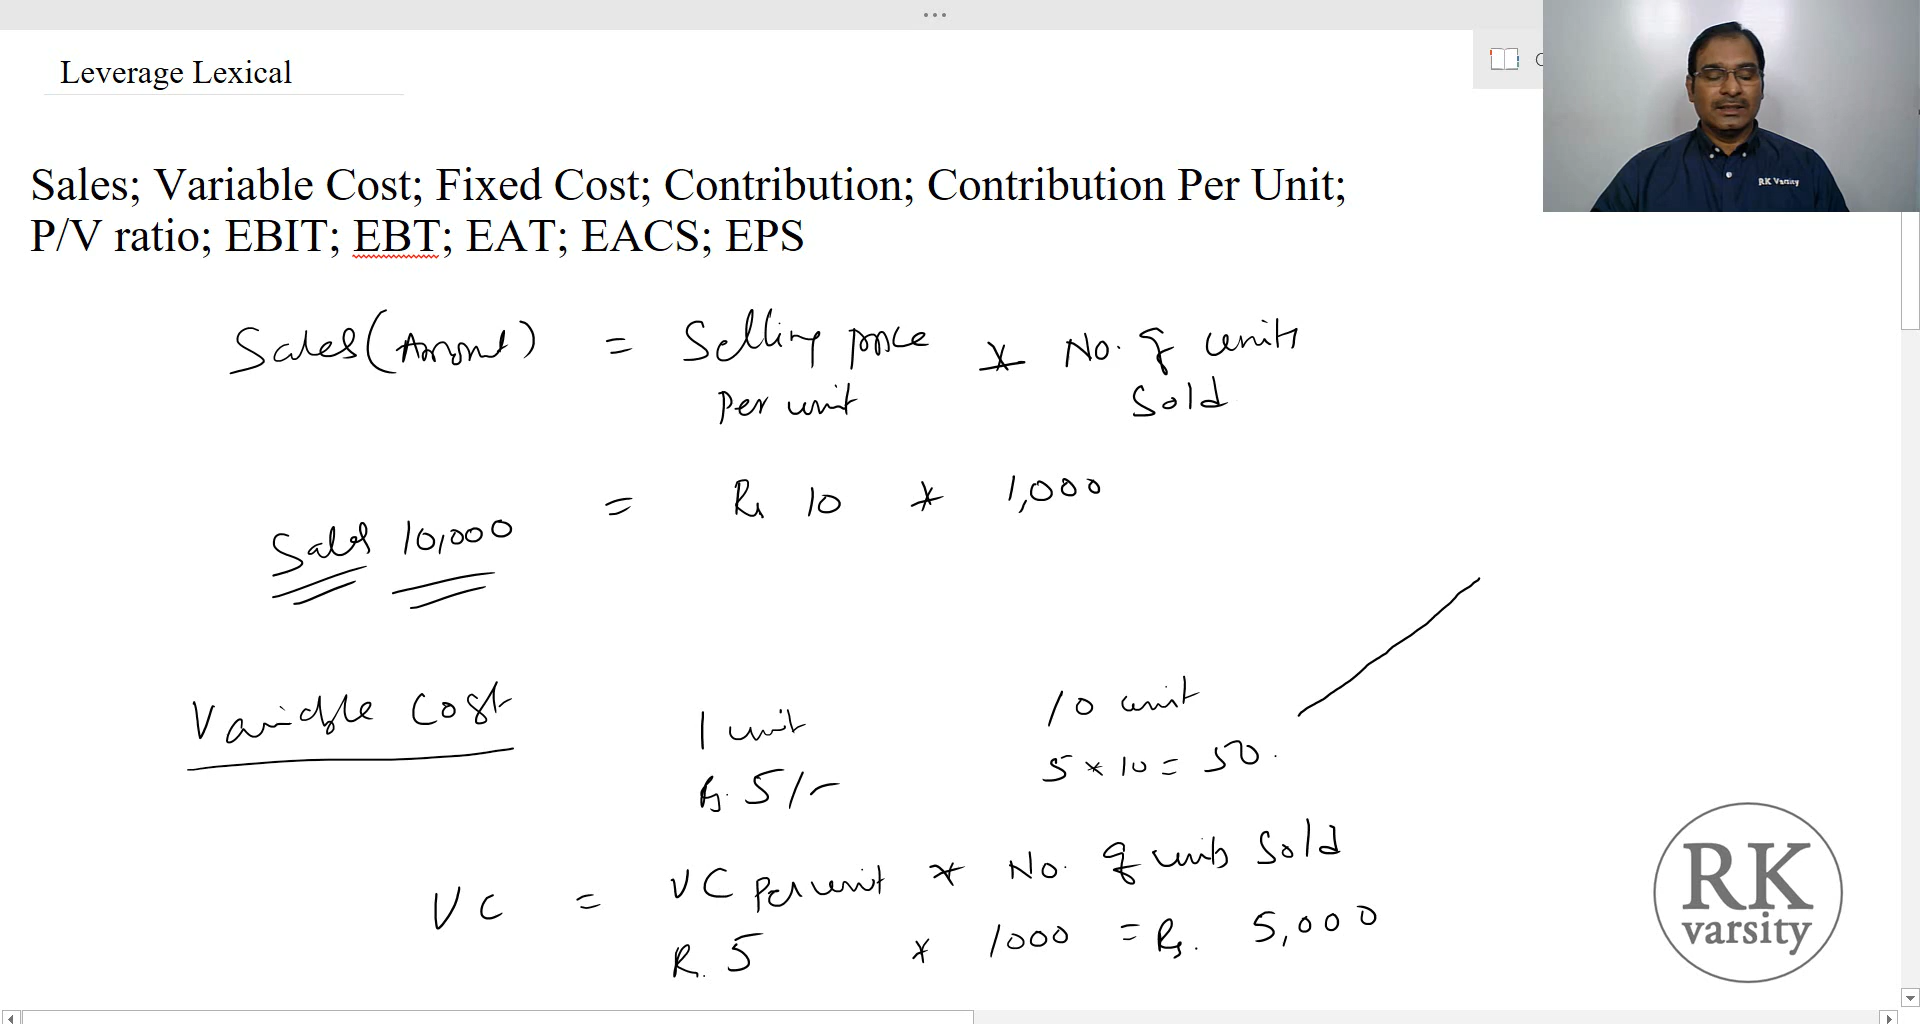 Leverage Lexical
RK Varsity
Sales; Variable Cost; Fixed Cost; Contribution; Contribution Per Unit;
P/V ratio; EBIT; EBT; EAT; EACS; EPS
Sales (Amount) = Selling price * No. of units
Per unit Sold
= Rs 10 * 1,000
Sales 10,000
Variable Cost
1 unit 10 unit
Rs. 5/- 5 * 10 = 50.
VC = VC Per unit * No. of units Sold
R. 5 * 1000 = Rs. 5,000
RK
varsity